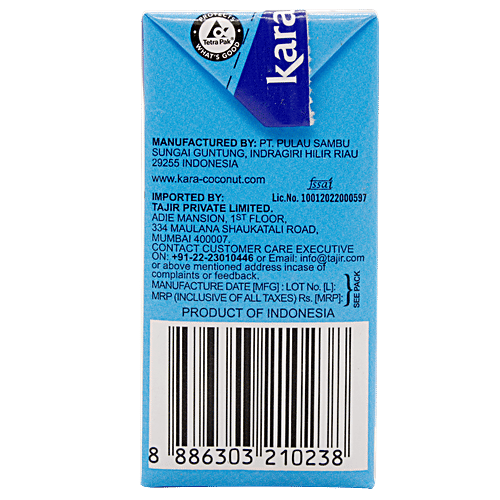 PROTECTS
Tetra Pak®
WHAT'S GOOD
kara
MANUFACTURED BY: PT. PULAU SAMBU
SUNGAI GUNTUNG, INDRAGIRI HILIR RIAU
29255 INDONESIA
www.kara-coconut.com
fssai
IMPORTED BY:
Lic.No. 10012022000597
TAJIR PRIVATE LIMITED.
ADIE MANSION, 1ST FLOOR,
334 MAULANA SHAUKATALI ROAD,
MUMBAI 400007.
CONTACT CUSTOMER CARE EXECUTIVE
ON: +91-22-23010446 or Email: info@tajir.com
or above mentioned address incase of
complaints or feedback.
MANUFACTURE DATE [MFG] : LOT No. [L]:
MRP (INCLUSIVE OF ALL TAXES) Rs. [MRP]:
SEE PACK
PRODUCT OF INDONESIA
8 886303 210238